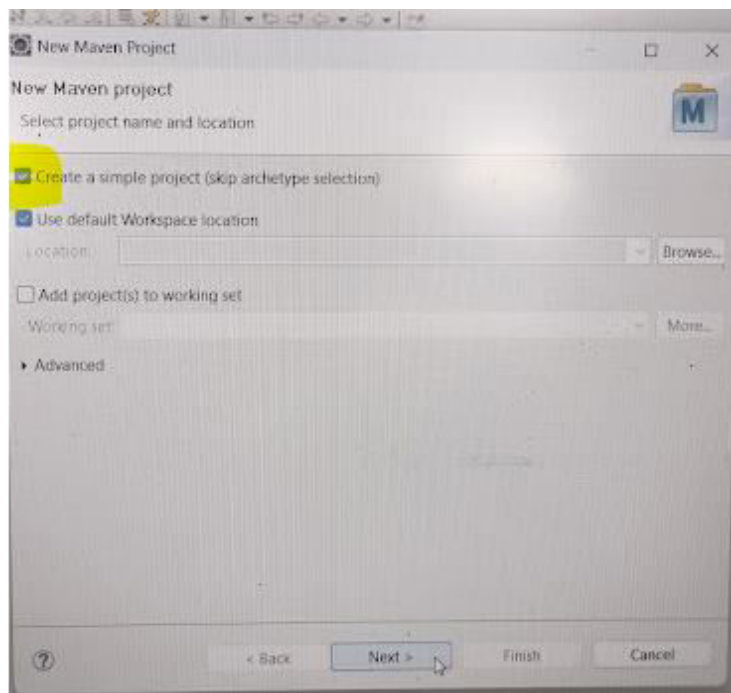 New Maven Project
New Maven project
Select project name and location
Create a simple project (skip archetype selection)
Use default Workspace location
Location:
Browse...
Add project(s) to working set
Working set:
More...
Advanced
? < Back Next > Finish Cancel